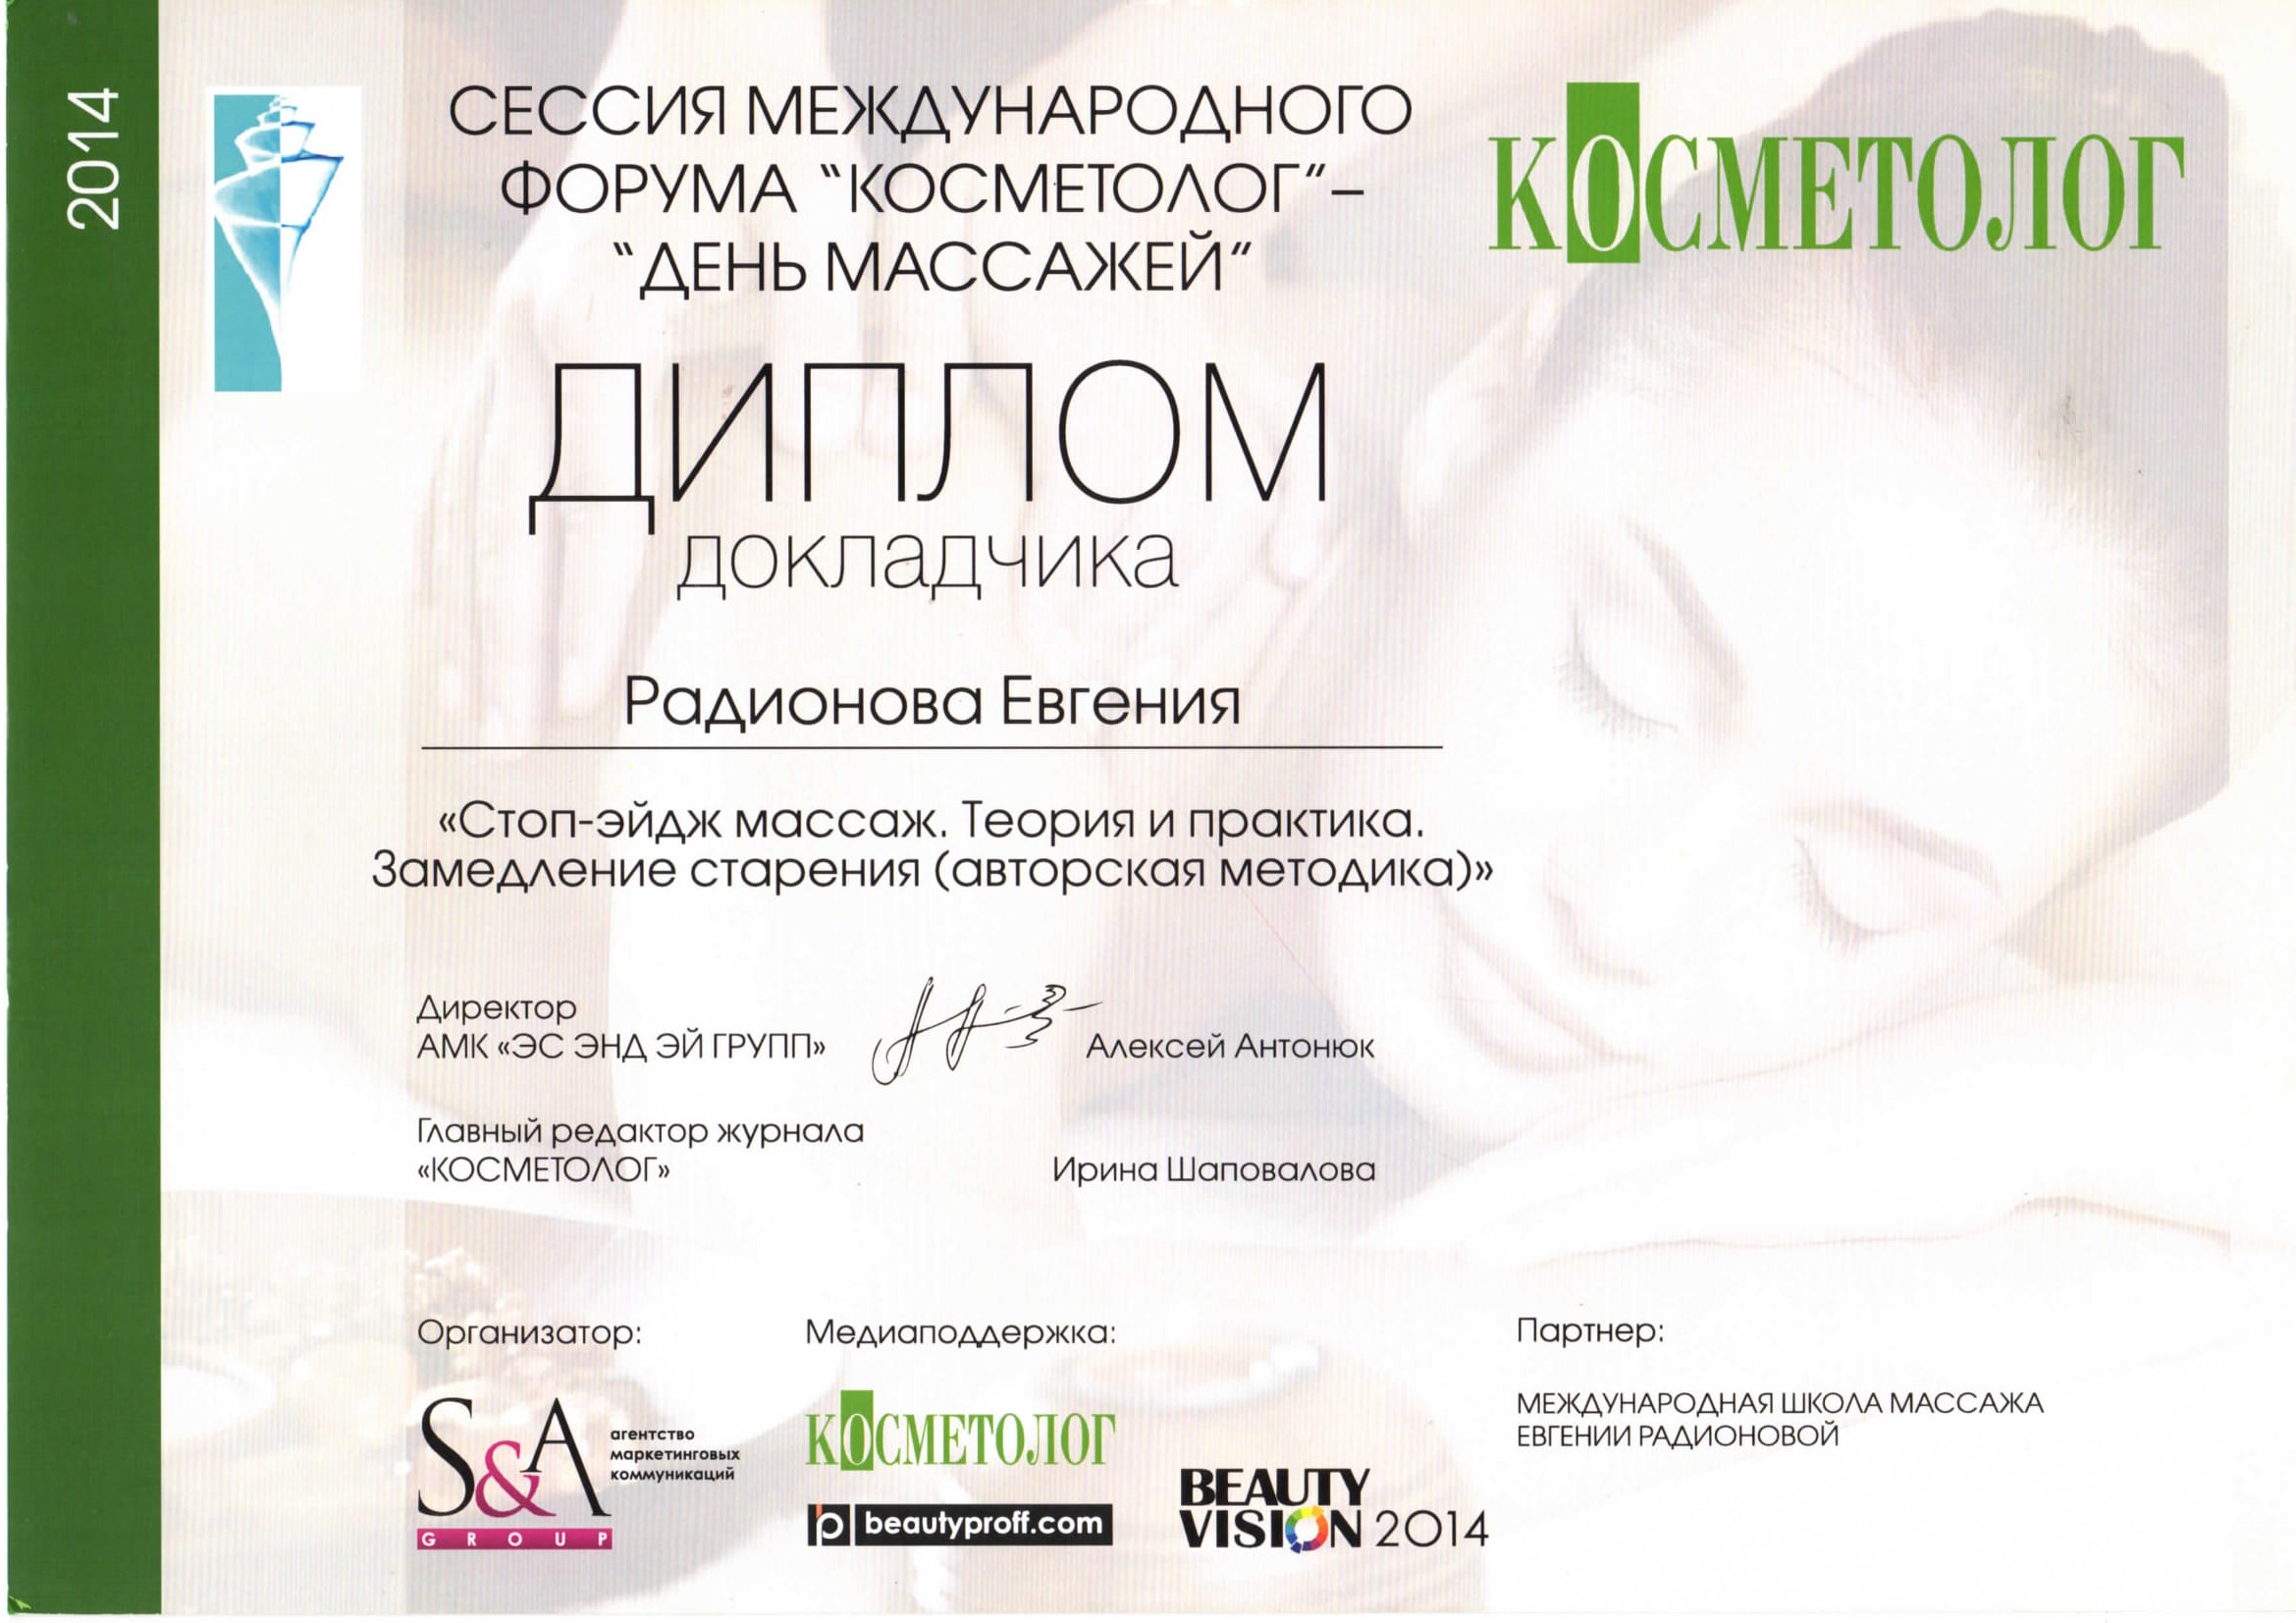 2014
СЕССИЯ МЕЖДУНАРОДНОГО
ФОРУМА “КОСМЕТОЛОГ”–
“ДЕНЬ МАССАЖЕЙ”
КОСМЕТОЛОГ
ДИПЛОМ
докладчика
Радионова Евгения
«Стоп-эйдж массаж. Теория и практика.
Замедление старения (авторская методика)»
Директор
АМК «ЭС ЭНД ЭЙ ГРУПП»
Алексей Антонюк
Главный редактор журнала
«КОСМЕТОЛОГ»
Ирина Шаповалова
Организатор:
S&A
GROUP
агентство
маркетинговых
коммуникаций
Медиаподдержка:
КОСМЕТОЛОГ
b beautyproff.com
BEAUTY
VISION 2014
Партнер:
МЕЖДУНАРОДНАЯ ШКОЛА МАССАЖА
ЕВГЕНИИ РАДИОНОВОЙ